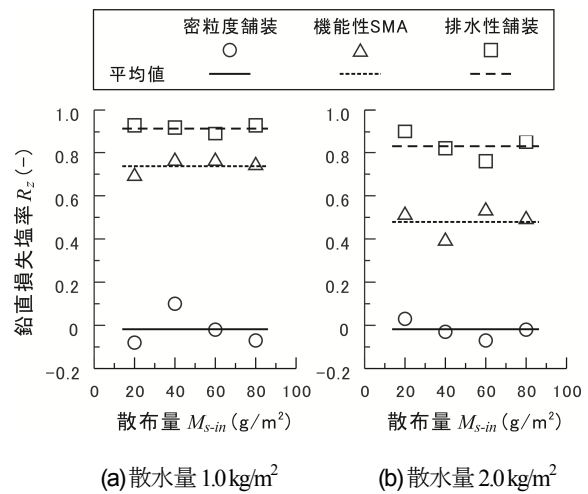 密粒度舗装 機能性SMA 排水性舗装
平均値
鉛直損失塩率 Rz (-)
1.0
0.8
0.6
0.4
0.2
0
-0.2
0 20 40 60 80 100
散布量 Ms-in (g/m²)
(a) 散水量 1.0kg/m²
1.0
0.8
0.6
0.4
0.2
0
-0.2
0 20 40 60 80 100
散布量 Ms-in (g/m²)
(b) 散水量 2.0kg/m²